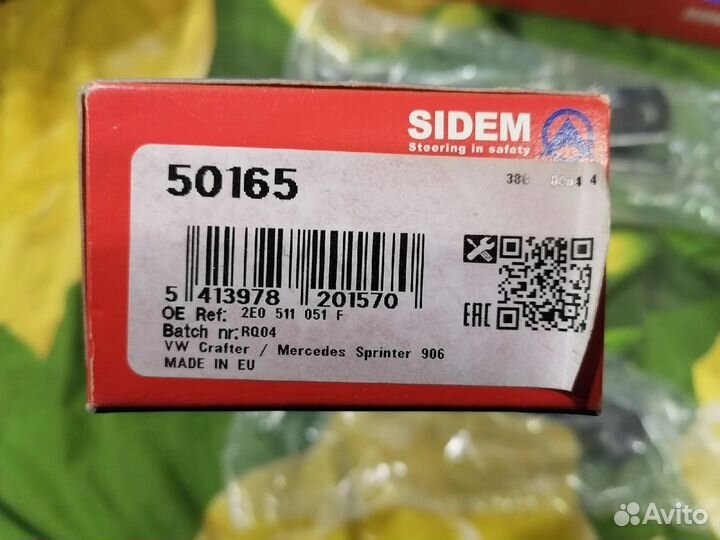 SIDEM
Steering in safety
50165
5 413978 201570
OE Ref: 2E0 511 051 F
Batch nr: RQ04
VW Crafter / Mercedes Sprinter 906
MADE IN EU
EAC
Avito